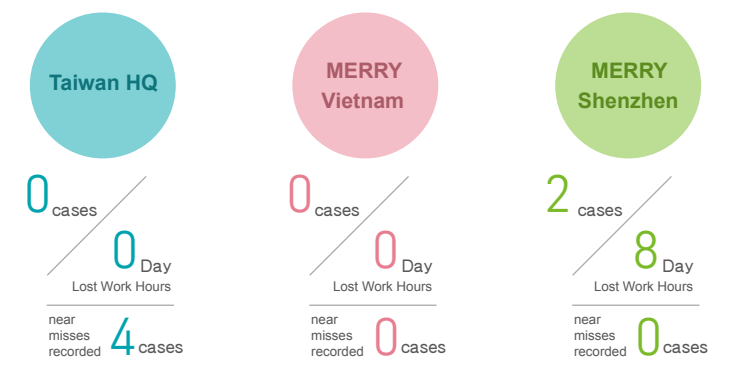 Taiwan HQ
0 cases
0 Day
Lost Work Hours
near
misses
recorded 4 cases
MERRY
Vietnam
0 cases
0 Day
Lost Work Hours
near
misses
recorded 0 cases
MERRY
Shenzhen
2 cases
8 Day
Lost Work Hours
near
misses
recorded 0 cases